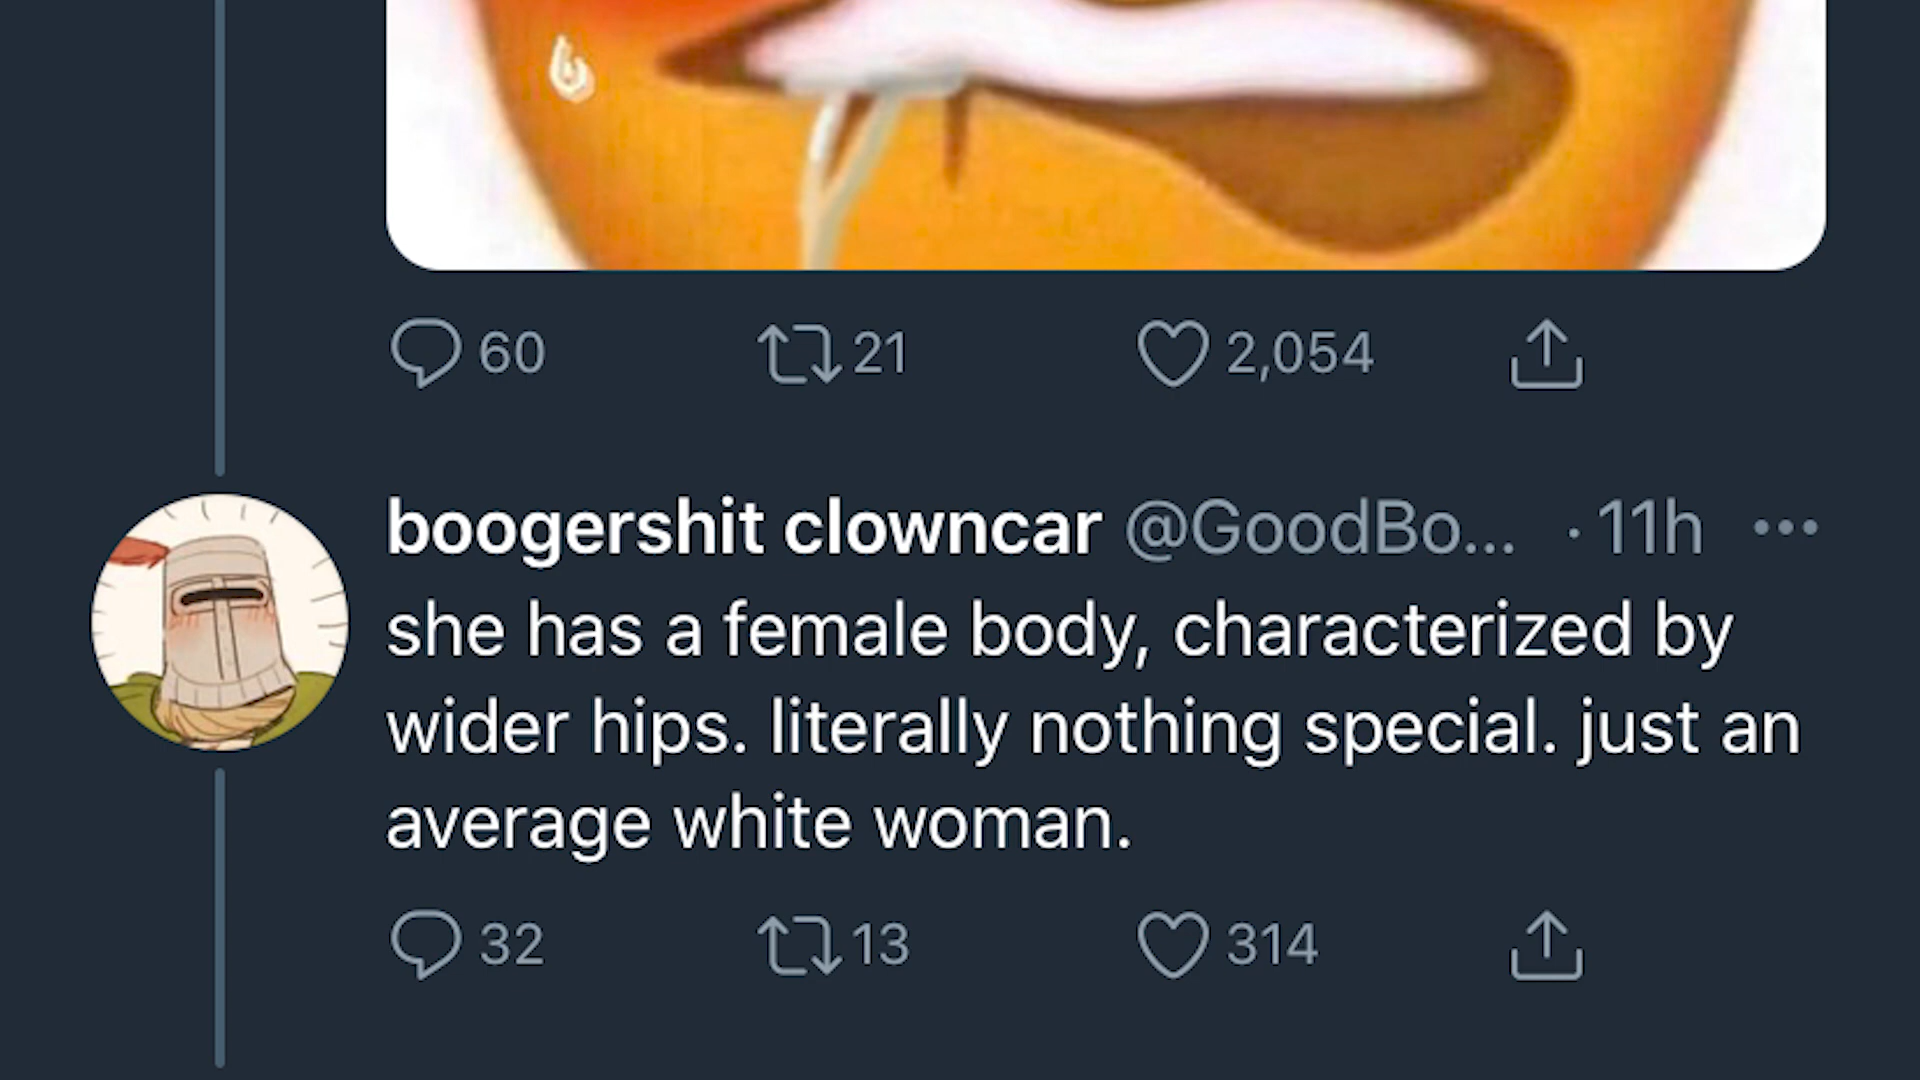 60 21 2,054
boogershit clowncar @GoodBo... · 11h
she has a female body, characterized by
wider hips. literally nothing special. just an
average white woman.
32 13 314